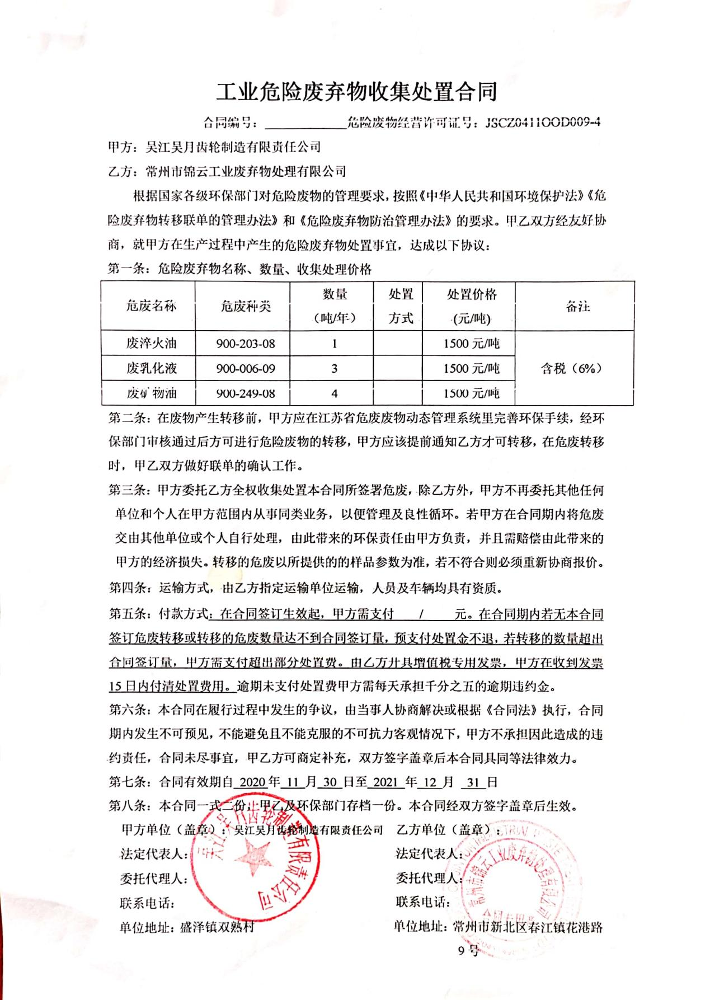 工业危险废弃物收集处置合同
合同编号：____________危险废物经营许可证号：JSCZ0411OOD009-4
甲方：吴江吴月齿轮制造有限责任公司
乙方：常州市锦云工业废弃物处理有限公司
根据国家各级环保部门对危险废物的管理要求，按照《中华人民共和国环境保护法》《危
险废弃物转移联单的管理办法》和《危险废弃物防治管理办法》的要求。甲乙双方经友好协
商，就甲方在生产过程中产生的危险废弃物处置事宜，达成以下协议：
第一条：危险废弃物名称、数量、收集处理价格
危废名称 危废种类 数量（吨/年） 处置方式 处置价格(元/吨) 备注
废淬火油 900-203-08 1 1500 元/吨 含税（6%）
废乳化液 900-006-09 3 1500 元/吨
废矿物油 900-249-08 4 1500 元/吨
第二条：在废物产生转移前，甲方应在江苏省危废废物动态管理系统里完善环保手续，经环
保部门审核通过后方可进行危险废物的转移，甲方应该提前通知乙方才可转移，在危废转移
时，甲乙双方做好联单的确认工作。
第三条：甲方委托乙方全权收集处置本合同所签署危废，除乙方外，甲方不再委托其他任何
单位和个人在甲方范围内从事同类业务，以便管理及良性循环。若甲方在合同期内将危废
交由其他单位或个人自行处理，由此带来的环保责任由甲方负责，并且需赔偿由此带来的
甲方的经济损失。转移的危废以所提供的的样品参数为准，若不符合则必须重新协商报价。
第四条：运输方式，由乙方指定运输单位运输，人员及车辆均具有资质。
第五条：付款方式：在合同签订生效起，甲方需支付 / 元。在合同期内若无本合同
签订危废转移或转移的危废数量达不到合同签订量，预支付处置金不退，若转移的数量超出
合同签订量，甲方需支付超出部分处置费。由乙方开具增值税专用发票，甲方在收到发票
15 日内付清处置费用。逾期未支付处置费甲方需每天承担千分之五的逾期违约金。
第六条：本合同在履行过程中发生的争议，由当事人协商解决或根据《合同法》执行，合同
期内发生不可预见，不能避免且不能克服的不可抗力客观情况下，甲方不承担因此造成的违
约责任，合同未尽事宜，甲乙方可商定补充，双方签字盖章后本合同具同等法律效力。
第七条：合同有效期自 2020 年 11 月 30 日至 2021 年 12 月 31 日
第八条：本合同一式二份，甲乙及环保部门存档一份。本合同经双方签字盖章后生效。
甲方单位（盖章）：吴江吴月齿轮制造有限责任公司 乙方单位（盖章）：
法定代表人： 法定代表人：
委托代理人： 委托代理人：
联系电话： 联系电话：
单位地址：盛泽镇双熟村 单位地址：常州市新北区春江镇花港路
9 号
吴江吴月齿轮制造有限责任公司
常州市锦云工业废弃物处理有限公司
合同专用章